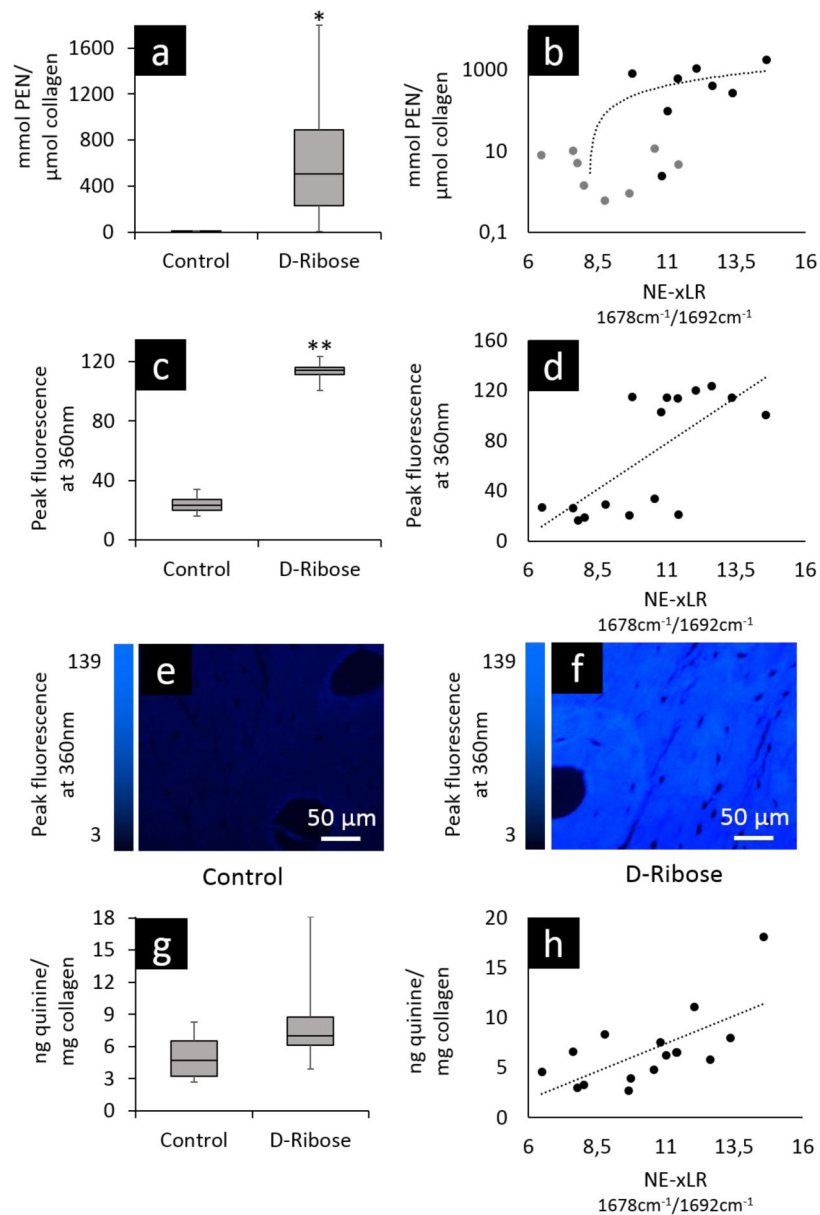 a
*
mmol PEN/
µmol collagen
1600
1200
800
400
0
Control
D-Ribose
b
mmol PEN/
µmol collagen
1000
10
0,1
6
8,5
11
13,5
16
NE-xLR
1678cm⁻¹/1692cm⁻¹
c
**
Peak fluorescence
at 360nm
120
80
40
0
Control
D-Ribose
d
Peak fluorescence
at 360nm
160
120
80
40
0
6
8,5
11
13,5
16
NE-xLR
1678cm⁻¹/1692cm⁻¹
e
Peak fluorescence
at 360nm
139
3
50 µm
Control
f
Peak fluorescence
at 360nm
139
3
50 µm
D-Ribose
g
ng quinine/
mg collagen
18
15
12
9
6
3
0
Control
D-Ribose
h
ng quinine/
mg collagen
20
15
10
5
0
6
8,5
11
13,5
16
NE-xLR
1678cm⁻¹/1692cm⁻¹